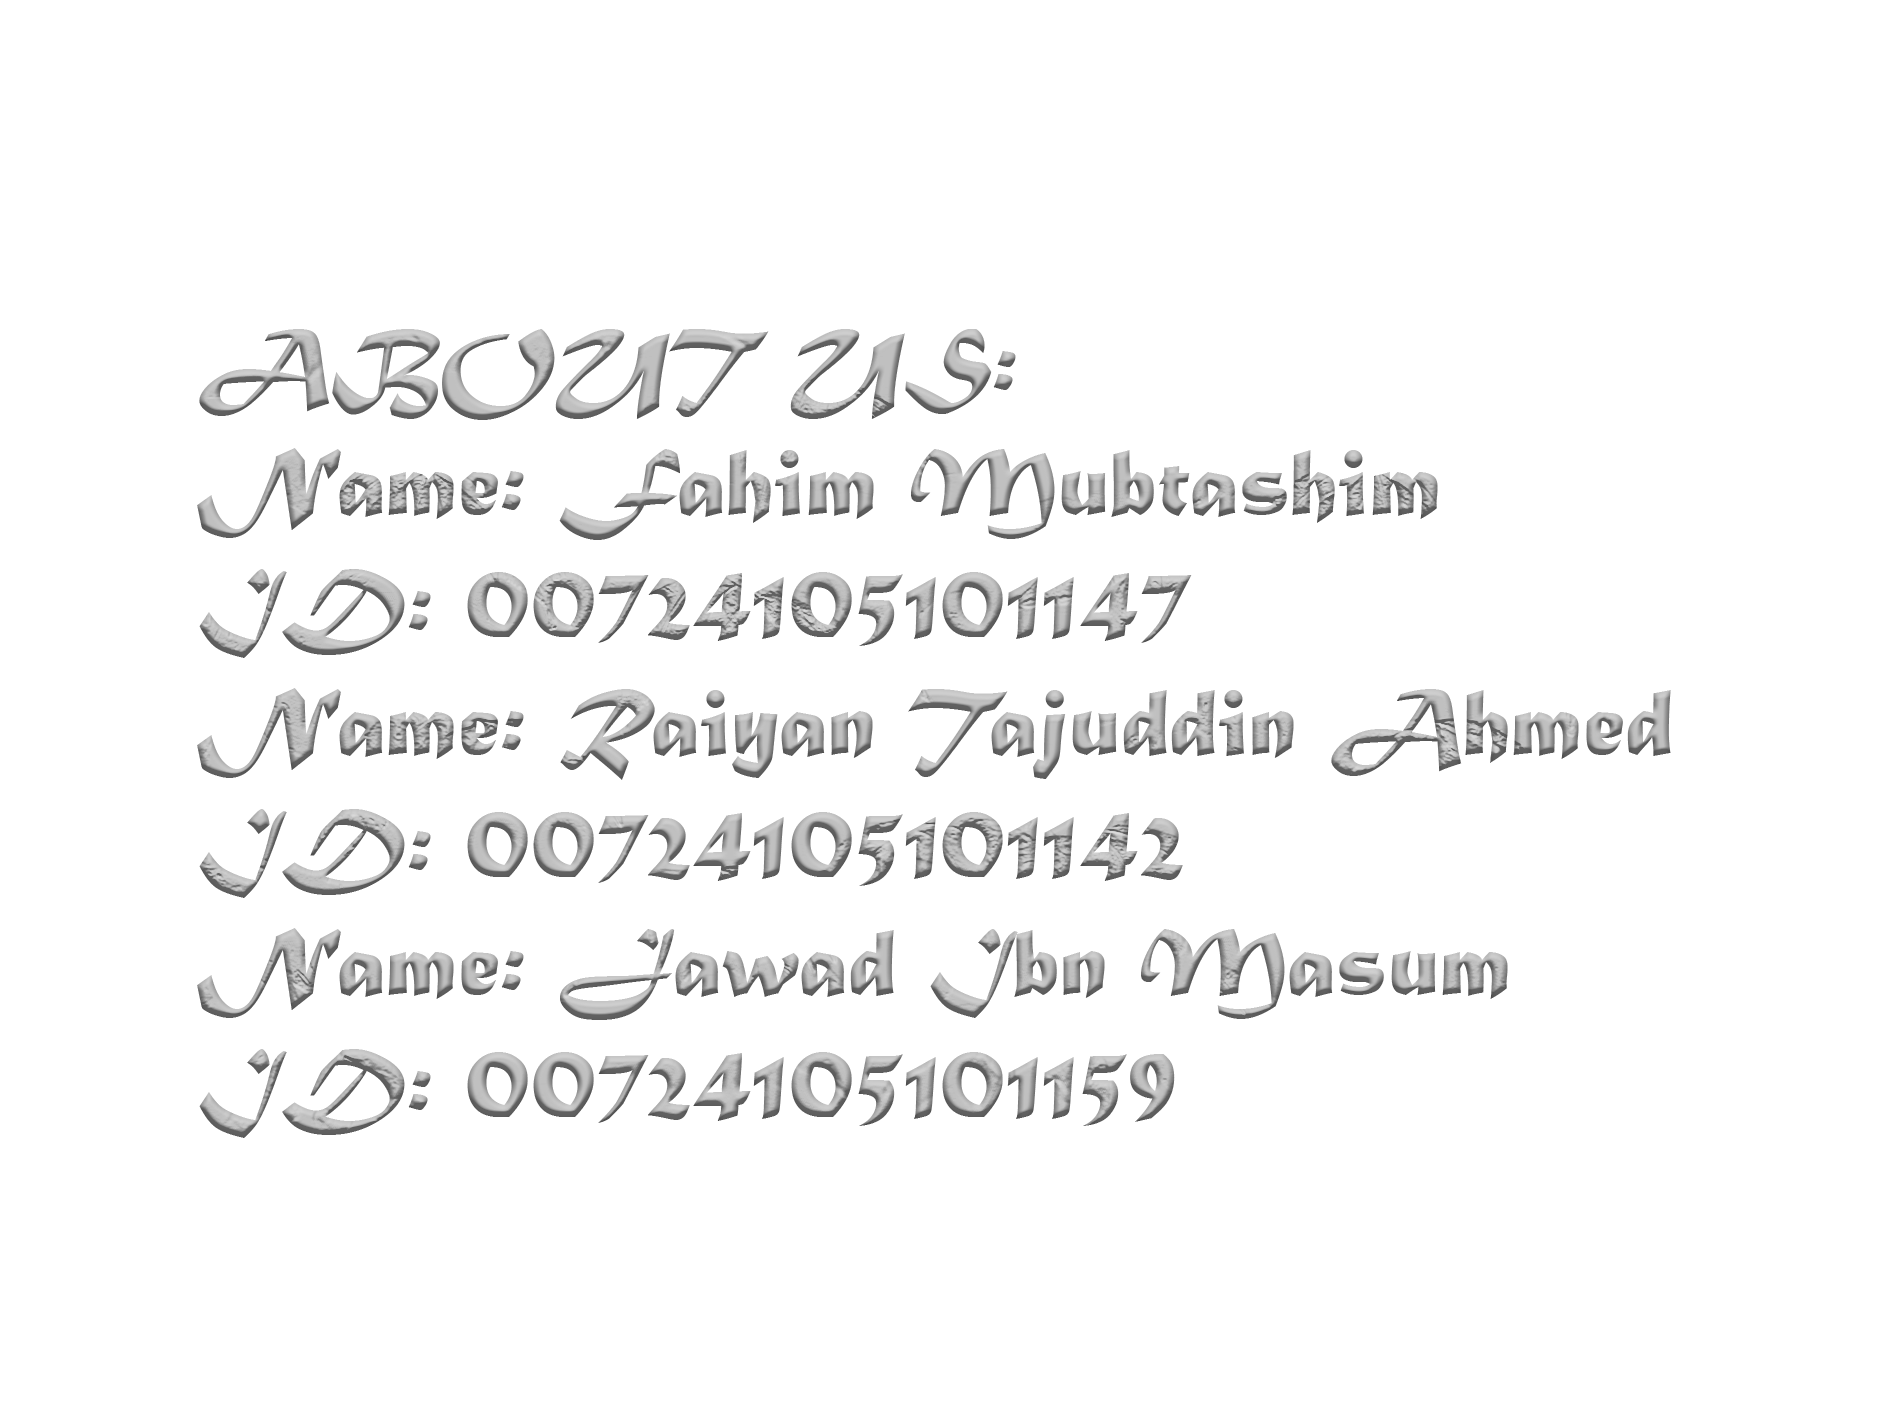 ABOUT US:
Name: Fahim Mubtashim
ID: 00724105101147
Name: Raiyan Tajuddin Ahmed
ID: 00724105101142
Name: Jawad Ibn Masum
ID: 00724105101159